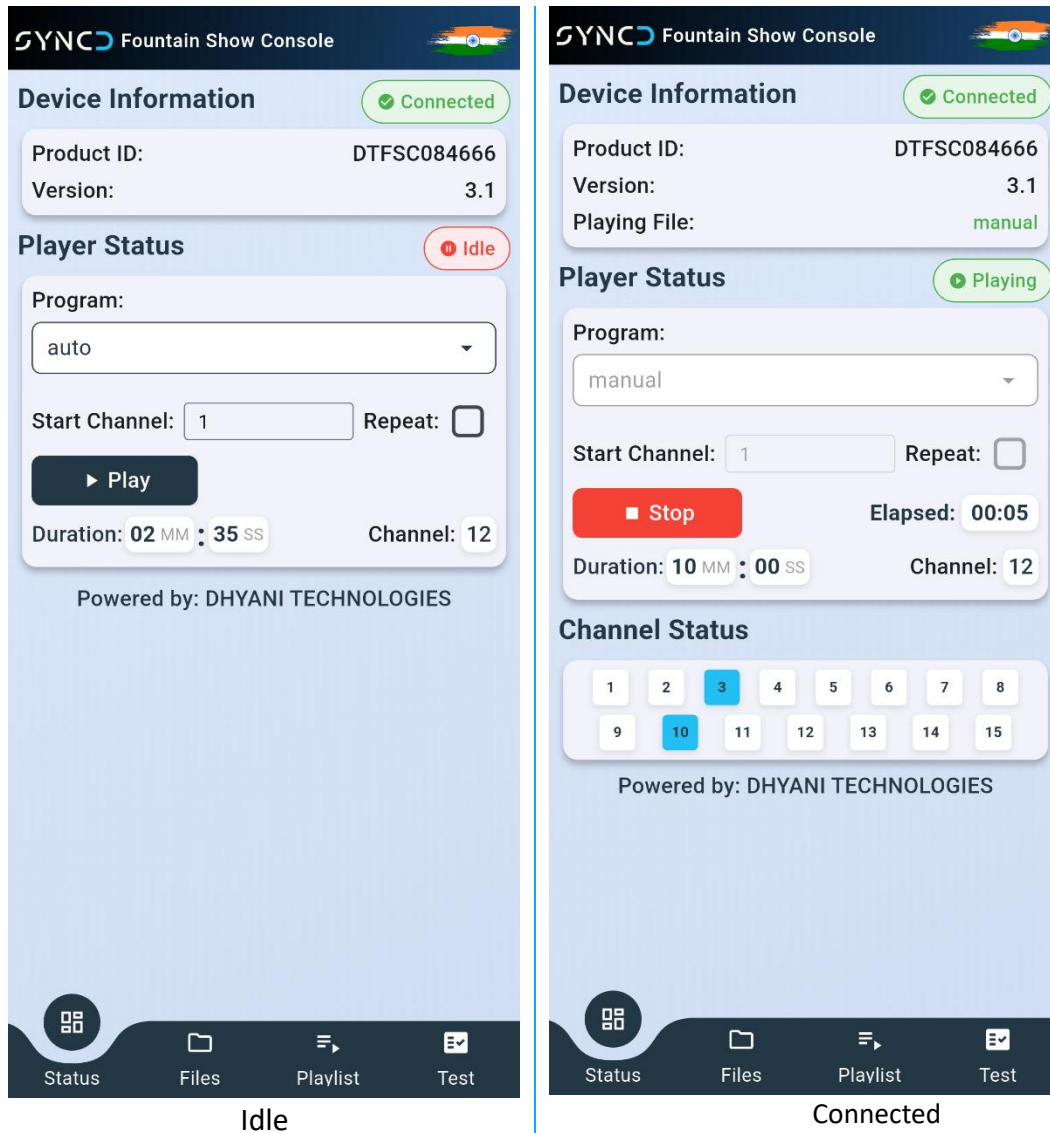 SYNCD Fountain Show Console
Device Information
Connected
Product ID: DTFSC084666
Version: 3.1
Player Status
Idle
Program:
auto
Start Channel: 1 Repeat:
Play
Duration: 02 MM : 35 SS Channel: 12
Powered by: DHYANI TECHNOLOGIES
Status Files Playlist Test
Idle
SYNCD Fountain Show Console
Device Information
Connected
Product ID: DTFSC084666
Version: 3.1
Playing File: manual
Player Status
Playing
Program:
manual
Start Channel: 1 Repeat:
Stop Elapsed: 00:05
Duration: 10 MM : 00 SS Channel: 12
Channel Status
1 2 3 4 5 6 7 8
9 10 11 12 13 14 15
Powered by: DHYANI TECHNOLOGIES
Status Files Playlist Test
Connected